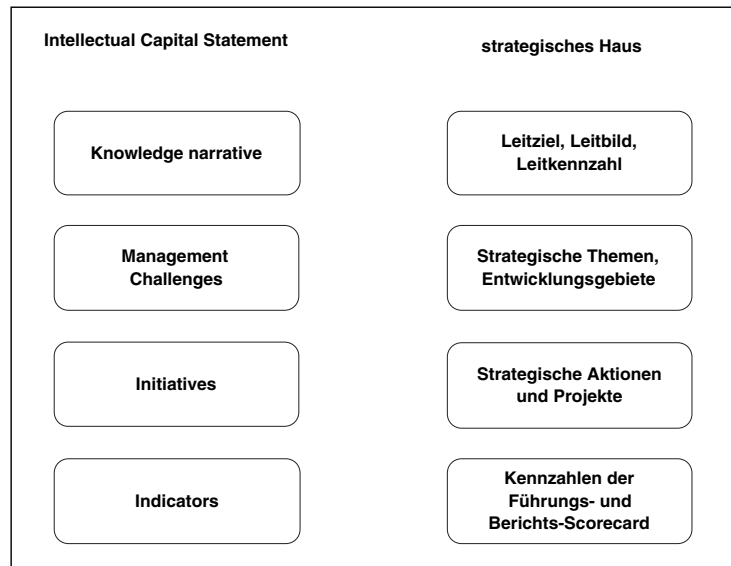 Intellectual Capital Statement
strategisches Haus
Knowledge narrative
Leitziel, Leitbild,
Leitkennzahl
Management
Challenges
Strategische Themen,
Entwicklungsgebiete
Initiatives
Strategische Aktionen
und Projekte
Indicators
Kennzahlen der
Führungs- und
Berichts-Scorecard